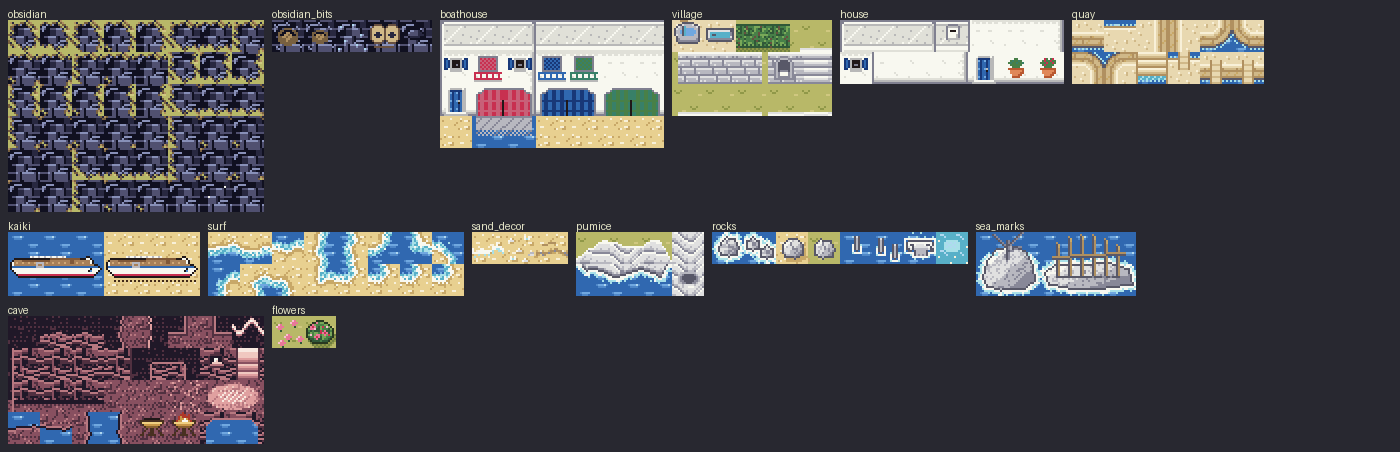 obsidian
obsidian_bits
boathouse
village
house
quay
kaiki
surf
sand_decor
pumice
rocks
sea_marks
cave
flowers